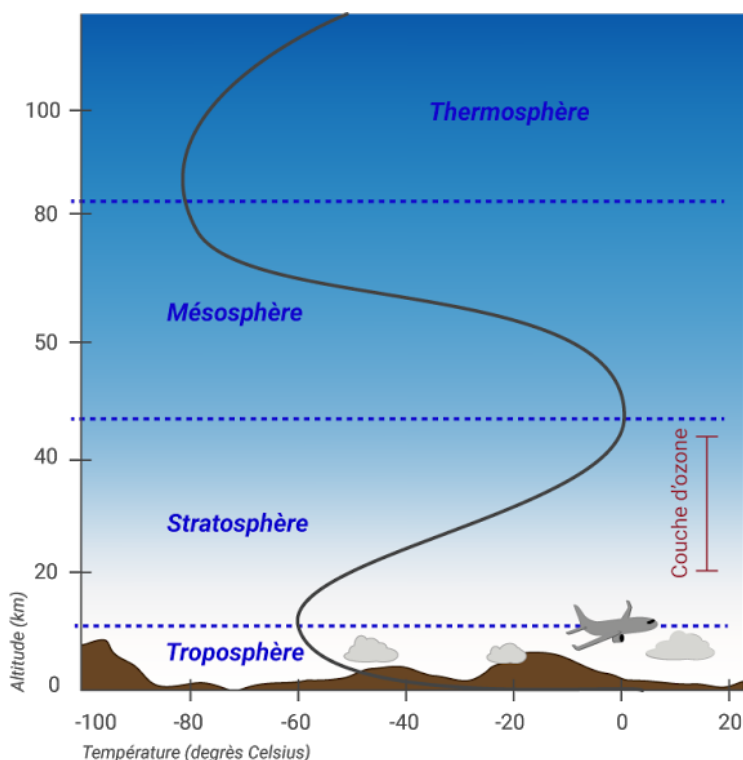 100
Thermosphère
80
Mésosphère
50
Couche d'ozone
40
Stratosphère
20
Troposphère
Altitude (km)
0
-100 -80 -60 -40 -20 0 20
Température (degrès Celsius)